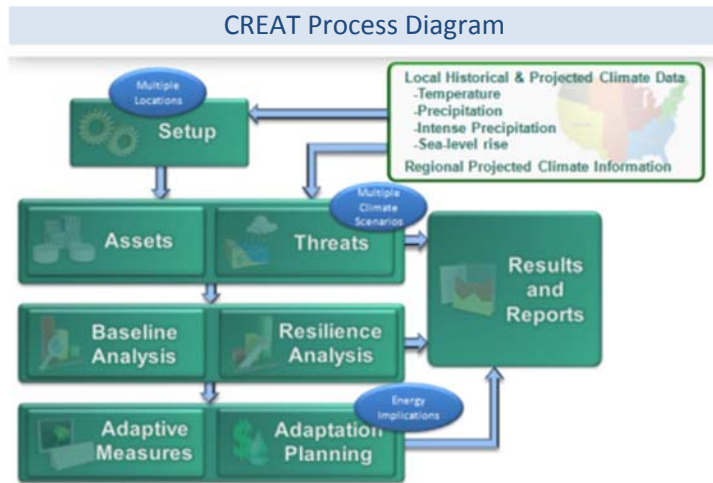 CREAT Process Diagram
Multiple
Locations
Setup
Local Historical & Projected Climate Data
-Temperature
-Precipitation
-Intense Precipitation
-Sea-level rise
Regional Projected Climate Information
Assets
Threats
Multiple
Climate
Scenarios
Results
and
Reports
Baseline
Analysis
Resilience
Analysis
Adaptive
Measures
Adaptation
Planning
Energy
Implications